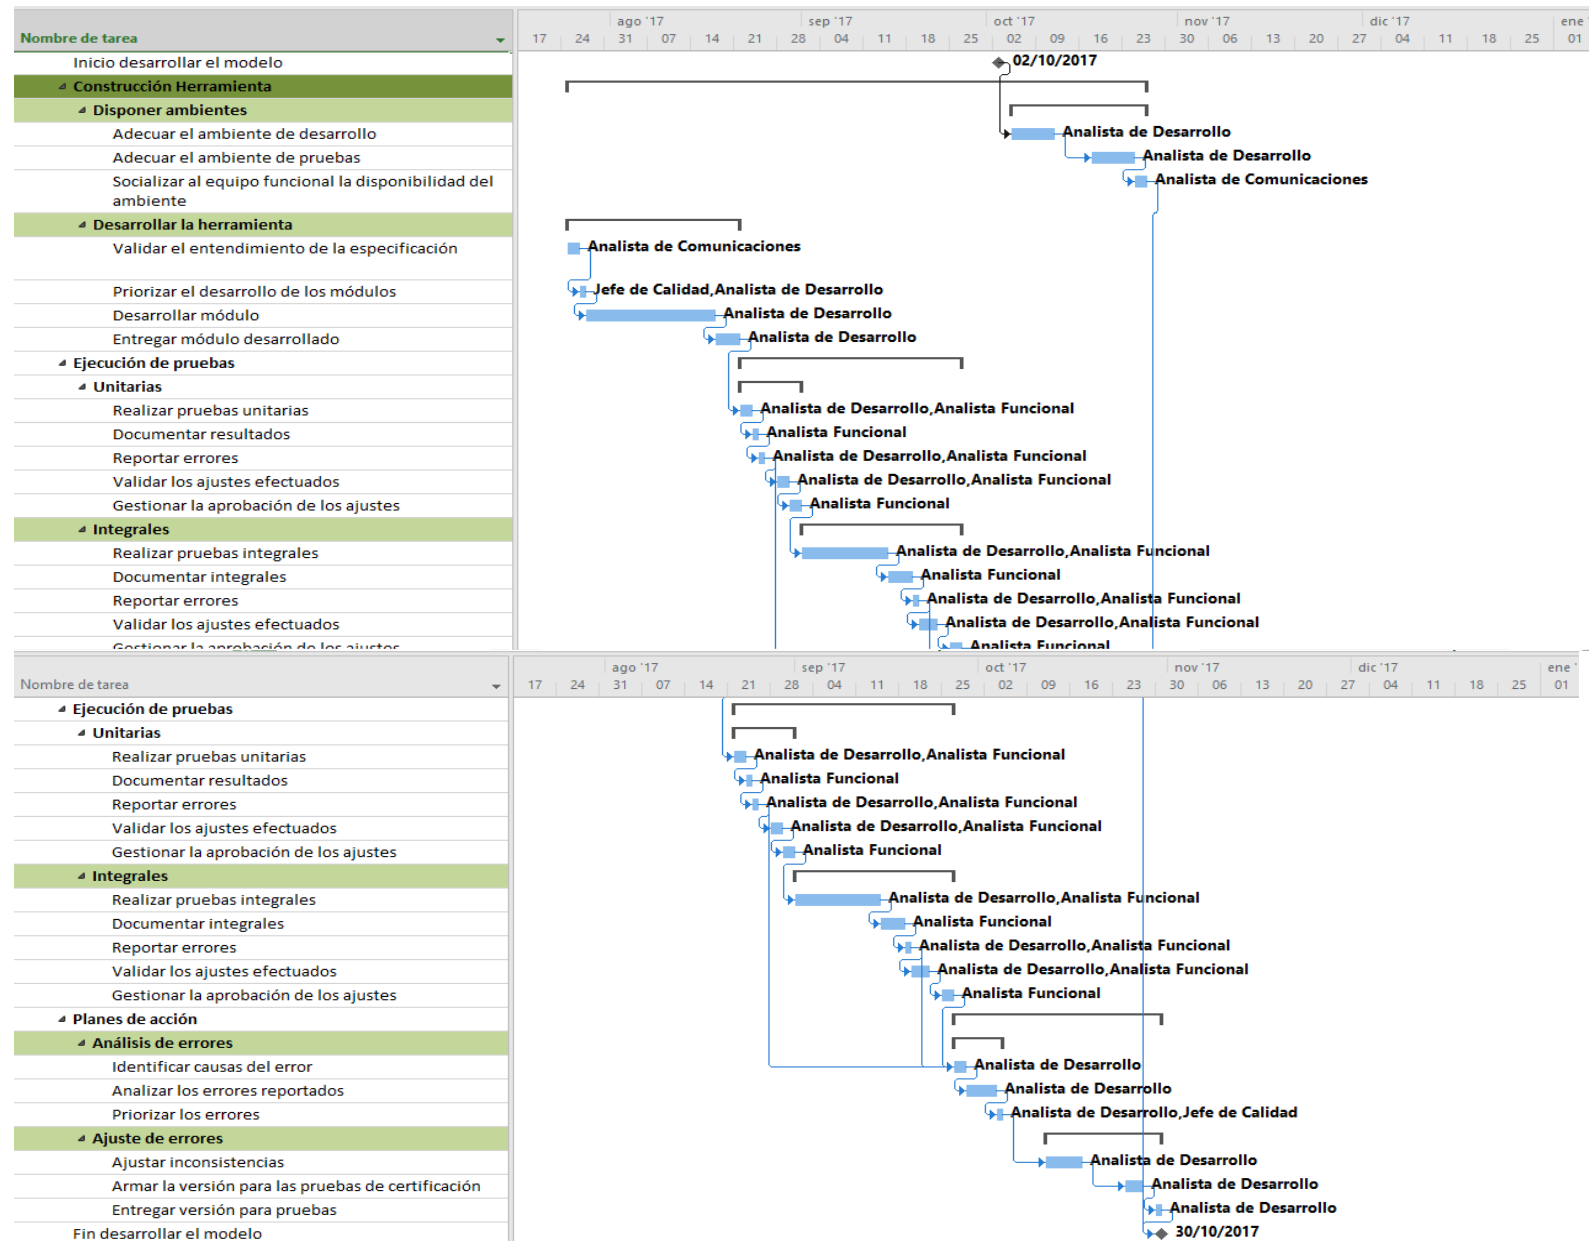 ago '17 sep '17 oct '17 nov '17 dic '17 ene '
Nombre de tarea 17 24 31 07 14 21 28 04 11 18 25 02 09 16 23 30 06 13 20 27 04 11 18 25 01
Inicio desarrollar el modelo 02/10/2017
Construcción Herramienta
Disponer ambientes
Adecuar el ambiente de desarrollo Analista de Desarrollo
Adecuar el ambiente de pruebas Analista de Desarrollo
Socializar al equipo funcional la disponibilidad del Analista de Comunicaciones
ambiente
Desarrollar la herramienta
Validar el entendimiento de la especificación Analista de Comunicaciones
Priorizar el desarrollo de los módulos Jefe de Calidad,Analista de Desarrollo
Desarrollar módulo Analista de Desarrollo
Entregar módulo desarrollado Analista de Desarrollo
Ejecución de pruebas
Unitarias
Realizar pruebas unitarias Analista de Desarrollo,Analista Funcional
Documentar resultados Analista Funcional
Reportar errores Analista de Desarrollo,Analista Funcional
Validar los ajustes efectuados Analista de Desarrollo,Analista Funcional
Gestionar la aprobación de los ajustes Analista Funcional
Integrales
Realizar pruebas integrales Analista de Desarrollo,Analista Funcional
Documentar integrales Analista Funcional
Reportar errores Analista de Desarrollo,Analista Funcional
Validar los ajustes efectuados Analista de Desarrollo,Analista Funcional
Gestionar la aprobación de los ajustes Analista Funcional
ago '17 sep '17 oct '17 nov '17 dic '17 ene '
Nombre de tarea 17 24 31 07 14 21 28 04 11 18 25 02 09 16 23 30 06 13 20 27 04 11 18 25 01
Ejecución de pruebas
Unitarias
Realizar pruebas unitarias Analista de Desarrollo,Analista Funcional
Documentar resultados Analista Funcional
Reportar errores Analista de Desarrollo,Analista Funcional
Validar los ajustes efectuados Analista de Desarrollo,Analista Funcional
Gestionar la aprobación de los ajustes Analista Funcional
Integrales
Realizar pruebas integrales Analista de Desarrollo,Analista Funcional
Documentar integrales Analista Funcional
Reportar errores Analista de Desarrollo,Analista Funcional
Validar los ajustes efectuados Analista de Desarrollo,Analista Funcional
Gestionar la aprobación de los ajustes Analista Funcional
Planes de acción
Análisis de errores
Identificar causas del error Analista de Desarrollo
Analizar los errores reportados Analista de Desarrollo
Priorizar los errores Analista de Desarrollo,Jefe de Calidad
Ajuste de errores
Ajustar inconsistencias Analista de Desarrollo
Armar la versión para las pruebas de certificación Analista de Desarrollo
Entregar versión para pruebas Analista de Desarrollo
Fin desarrollar el modelo 30/10/2017